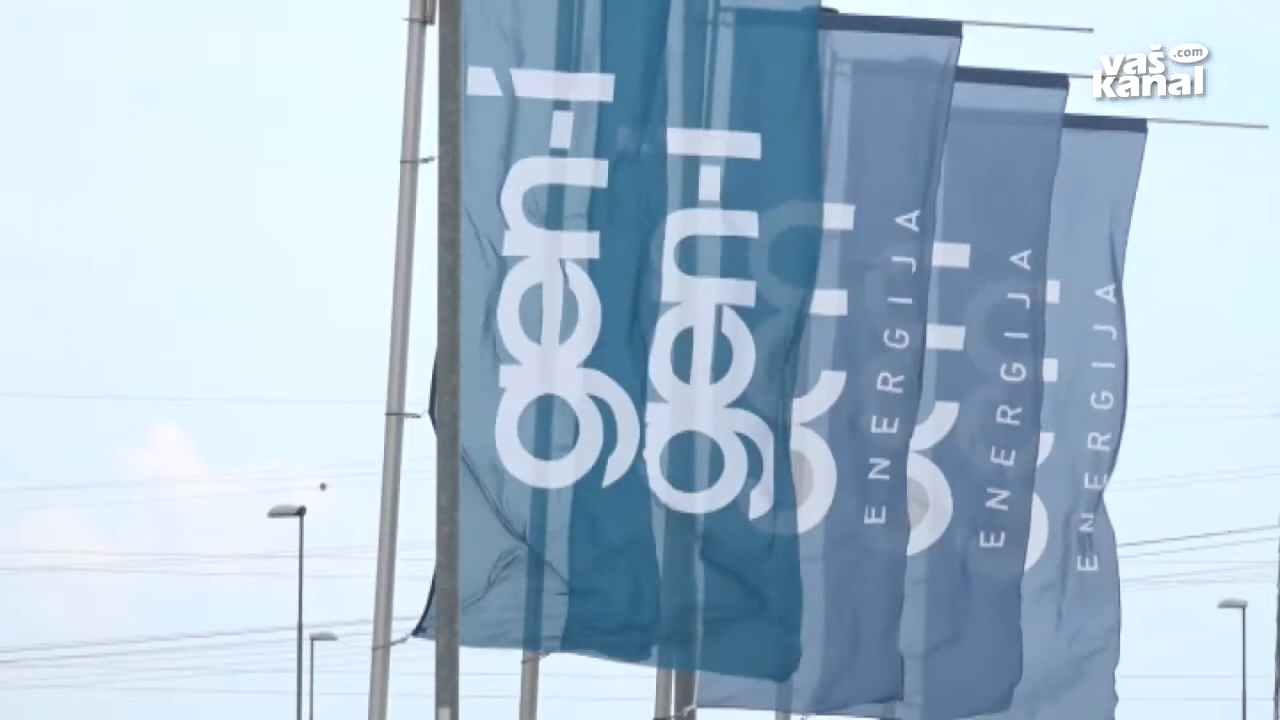 vaš
kanal
.com
gen-i
gen-i
ENERGIJA
ENERGIJA
ENERGIJA